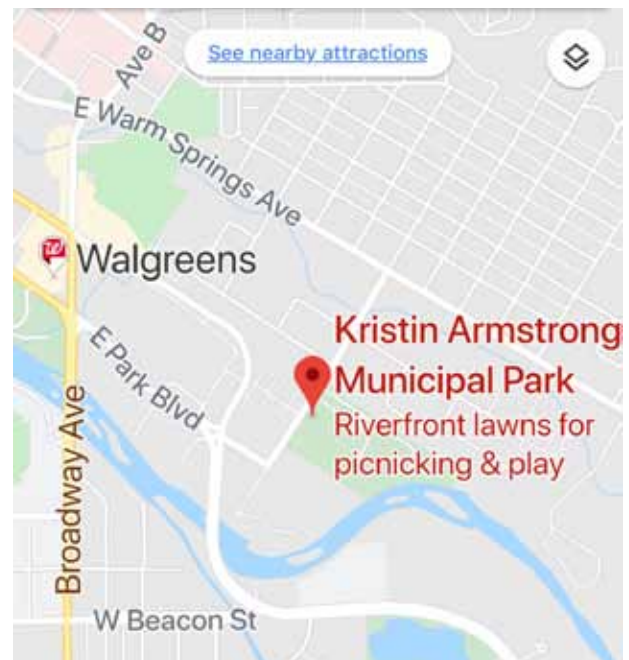 See nearby attractions
Ave B
E Warm Springs Ave
Walgreens
Kristin Armstrong
Municipal Park
Riverfront lawns for
picnicking & play
E Park Blvd
Broadway Ave
W Beacon St